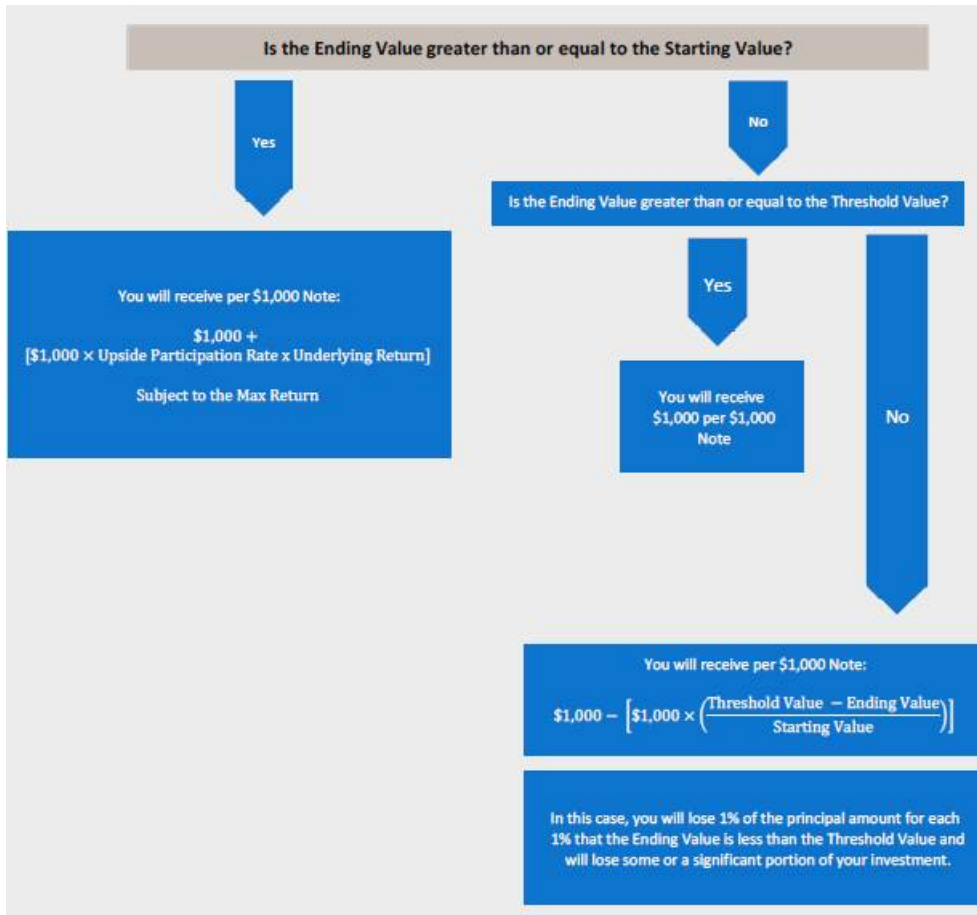 Is the Ending Value greater than or equal to the Starting Value?
Yes
No
Is the Ending Value greater than or equal to the Threshold Value?
You will receive per $1,000 Note:
$1,000 +
[$1,000 × Upside Participation Rate x Underlying Return]
Subject to the Max Return
Yes
No
You will receive
$1,000 per $1,000
Note
You will receive per $1,000 Note:
$1,000 − [$1,000 × (Threshold Value − Ending Value / Starting Value)]
In this case, you will lose 1% of the principal amount for each
1% that the Ending Value is less than the Threshold Value and
will lose some or a significant portion of your investment.